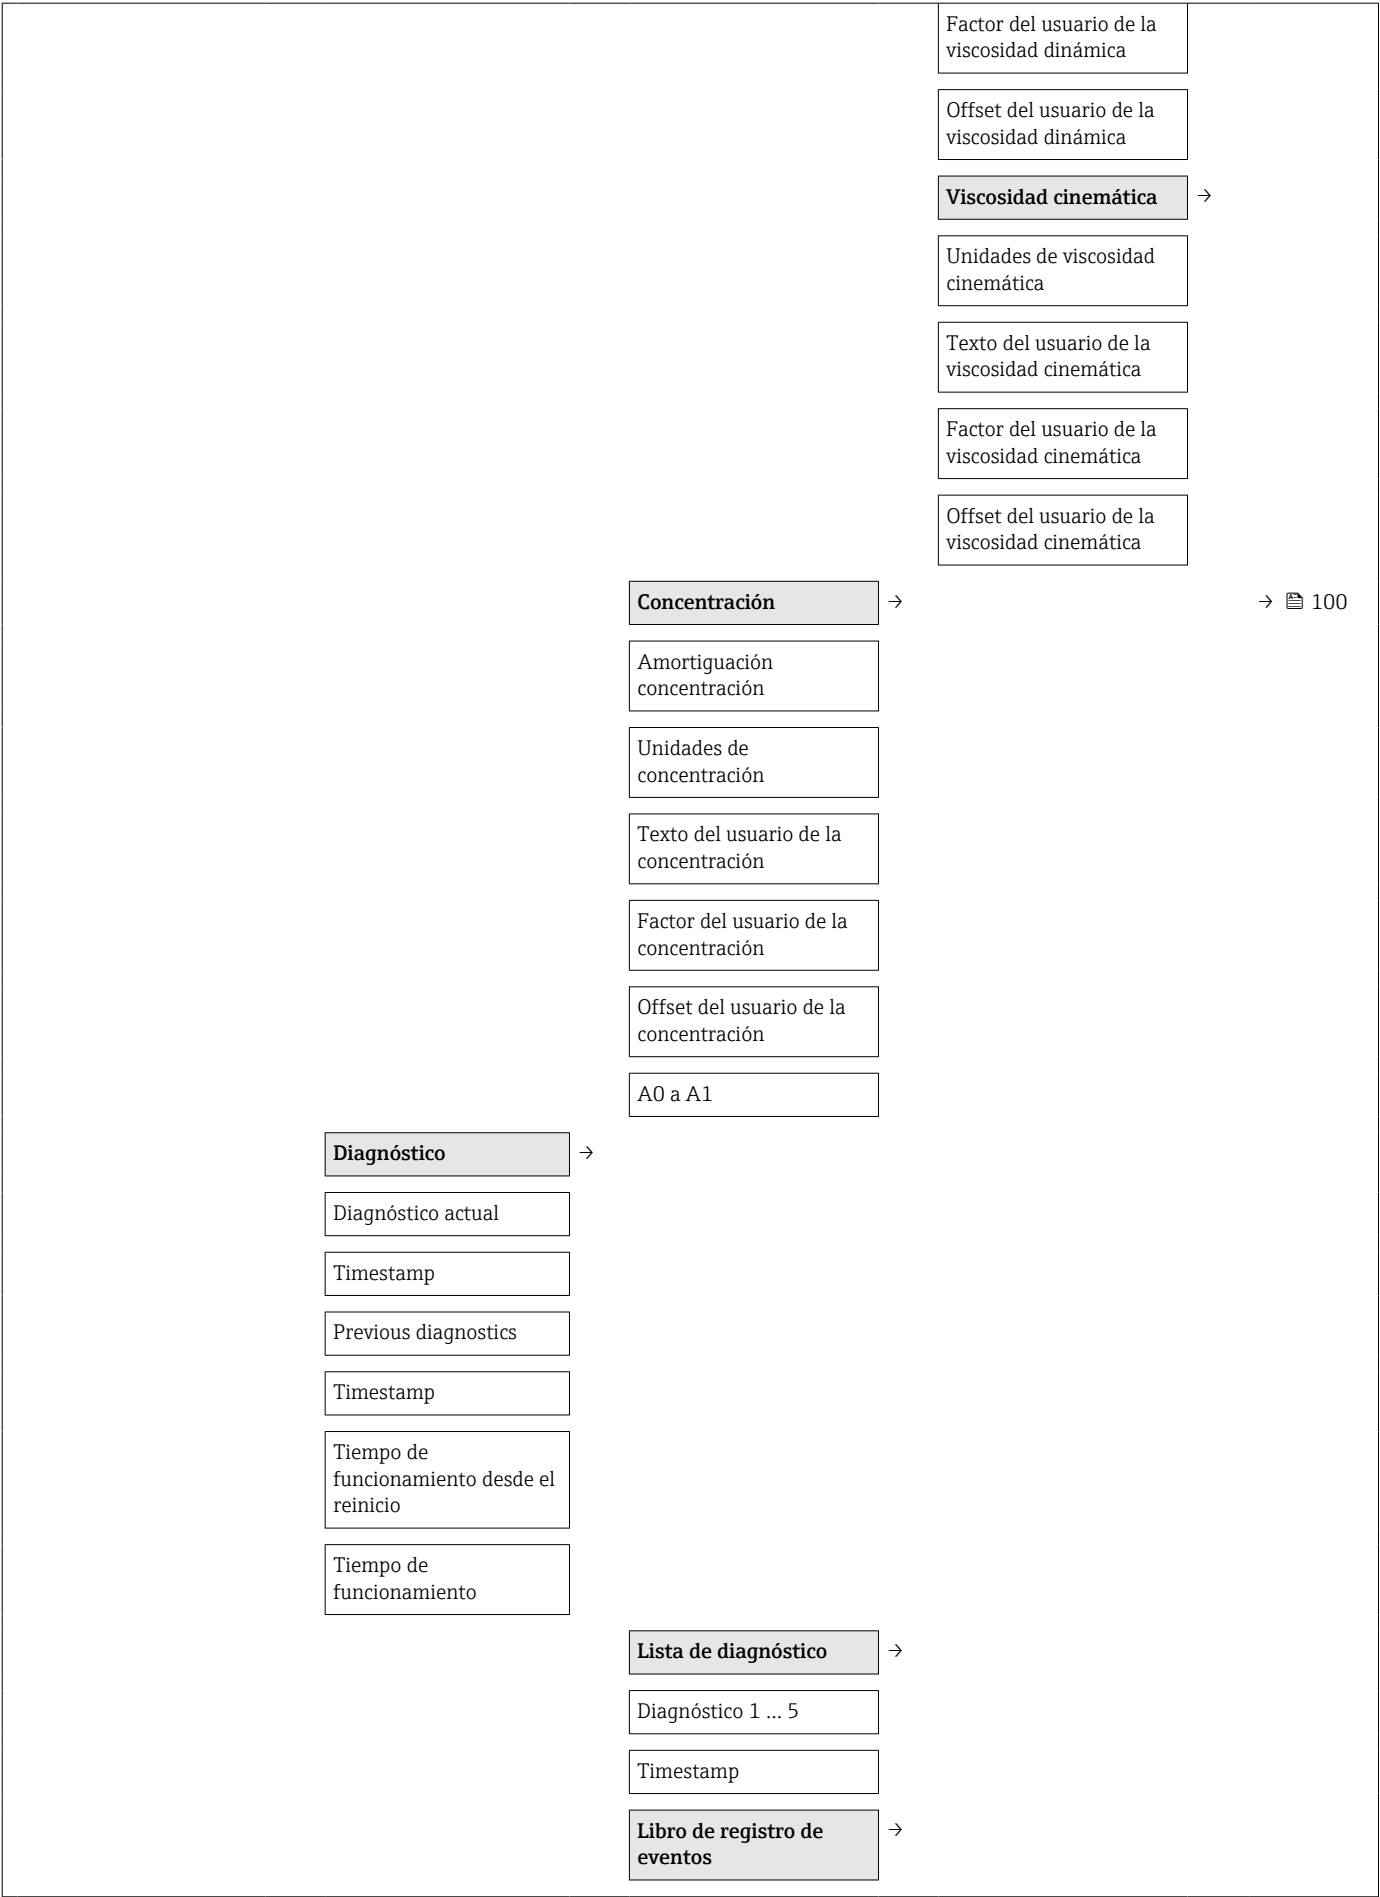 Factor del usuario de la
viscosidad dinámica
Offset del usuario de la
viscosidad dinámica
Viscosidad cinemática →
Unidades de viscosidad
cinemática
Texto del usuario de la
viscosidad cinemática
Factor del usuario de la
viscosidad cinemática
Offset del usuario de la
viscosidad cinemática
Concentración → → 100
Amortiguación
concentración
Unidades de
concentración
Texto del usuario de la
concentración
Factor del usuario de la
concentración
Offset del usuario de la
concentración
A0 a A1
Diagnóstico →
Diagnóstico actual
Timestamp
Previous diagnostics
Timestamp
Tiempo de
funcionamiento desde el
reinicio
Tiempo de
funcionamiento
Lista de diagnóstico →
Diagnóstico 1 … 5
Timestamp
Libro de registro de →
eventos